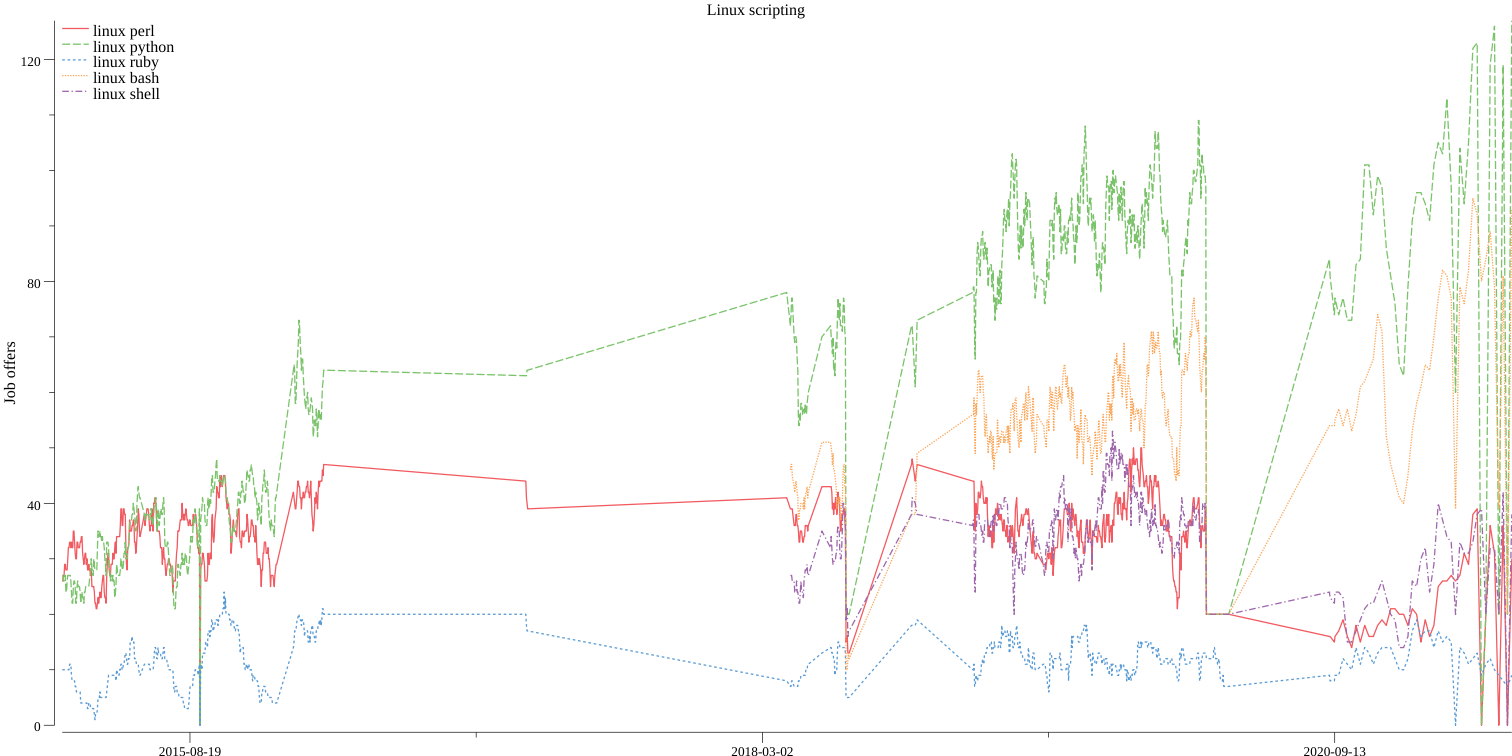 Linux scripting
linux perl
linux python
linux ruby
linux bash
linux shell
Job offers
120
80
40
0
2015-08-19
2018-03-02
2020-09-13